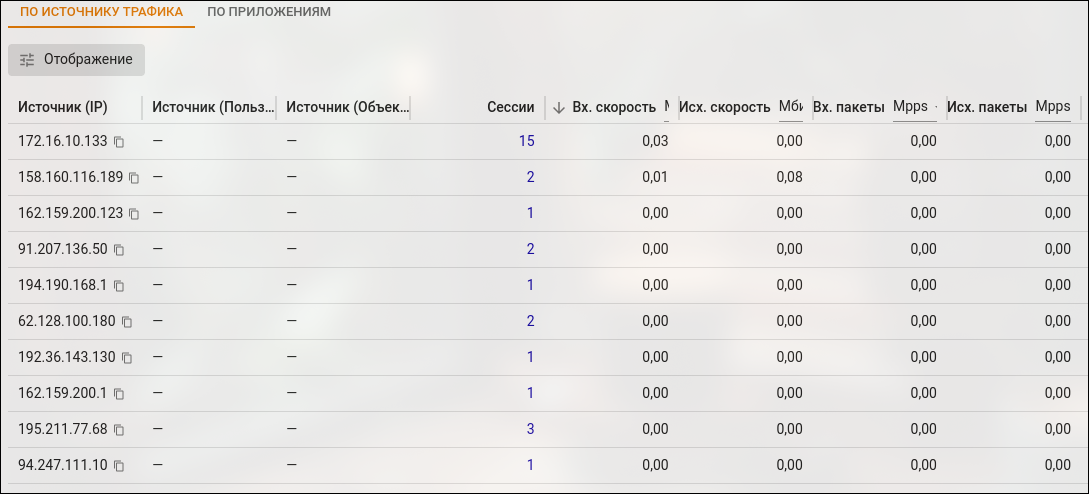 ПО ИСТОЧНИКУ ТРАФИКА ПО ПРИЛОЖЕНИЯМ
Отображение
Источник (IP) Источник (Польз... Источник (Объек... Сессии Вх. скорость Исх. скорость Мби Вх. пакеты Mpps Исх. пакеты Mpps
172.16.10.133 — — 15 0,03 0,00 0,00 0,00
158.160.116.189 — — 2 0,01 0,08 0,00 0,00
162.159.200.123 — — 1 0,00 0,00 0,00 0,00
91.207.136.50 — — 2 0,00 0,00 0,00 0,00
194.190.168.1 — — 1 0,00 0,00 0,00 0,00
62.128.100.180 — — 2 0,00 0,00 0,00 0,00
192.36.143.130 — — 1 0,00 0,00 0,00 0,00
162.159.200.1 — — 1 0,00 0,00 0,00 0,00
195.211.77.68 — — 3 0,00 0,00 0,00 0,00
94.247.111.10 — — 1 0,00 0,00 0,00 0,00